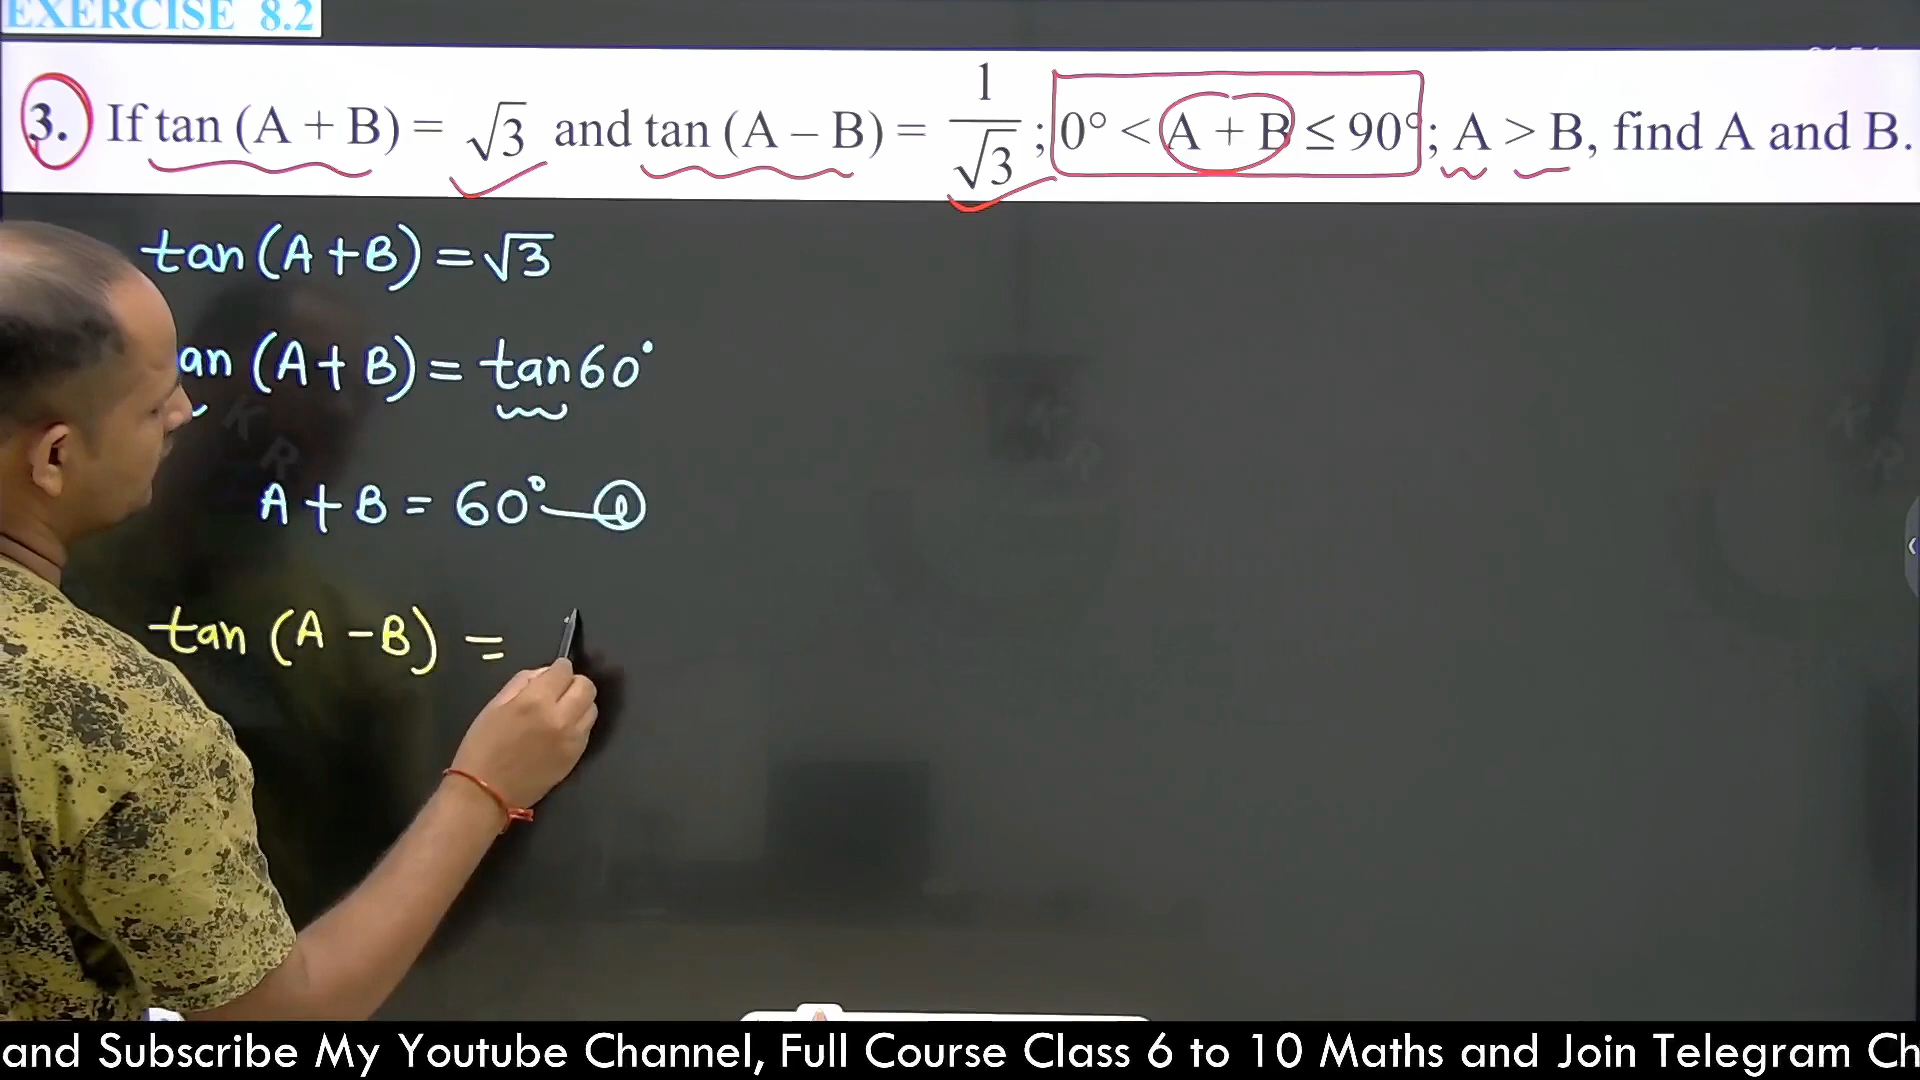 EXERCISE 8.2
3. If tan (A + B) = √3 and tan (A – B) = 1/√3 ; 0° < A + B ≤ 90°; A > B, find A and B.
tan (A + B) = √3
an (A + B) = tan 60°
A + B = 60° — ①
tan (A - B) =
and Subscribe My Youtube Channel, Full Course Class 6 to 10 Maths and Join Telegram Ch